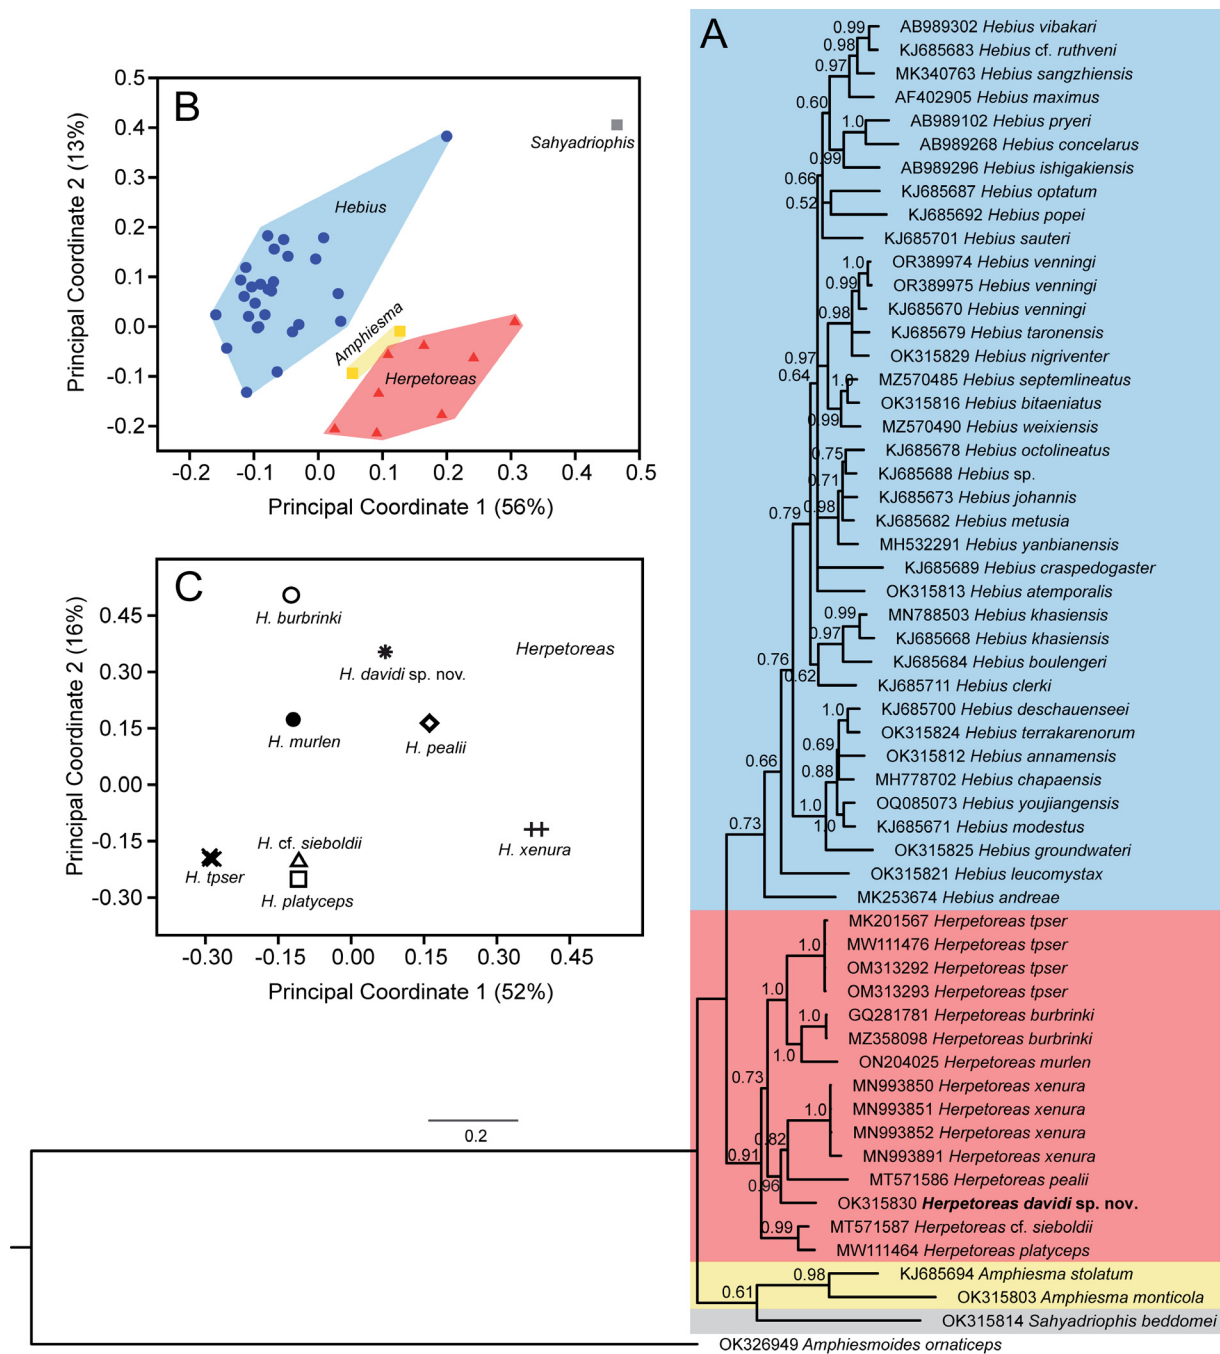 A
AB989302 Hebius vibakari
KJ685683 Hebius cf. ruthveni
MK340763 Hebius sangzhiensis
AF402905 Hebius maximus
AB989102 Hebius pryeri
AB989268 Hebius concelarus
AB989296 Hebius ishigakiensis
KJ685687 Hebius optatum
KJ685692 Hebius popei
KJ685701 Hebius sauteri
OR389974 Hebius venningi
OR389975 Hebius venningi
KJ685670 Hebius venningi
KJ685679 Hebius taronensis
OK315829 Hebius nigriventer
MZ570485 Hebius septemlineatus
OK315816 Hebius bitaeniatus
MZ570490 Hebius weixiensis
KJ685678 Hebius octolineatus
KJ685688 Hebius sp.
KJ685673 Hebius johannis
KJ685682 Hebius metusia
MH532291 Hebius yanbianensis
KJ685689 Hebius craspedogaster
OK315813 Hebius atemporalis
MN788503 Hebius khasiensis
KJ685668 Hebius khasiensis
KJ685684 Hebius boulengeri
KJ685711 Hebius clerki
KJ685700 Hebius deschauenseei
OK315824 Hebius terrakarenorum
OK315812 Hebius annamensis
MH778702 Hebius chapaensis
OQ085073 Hebius youjiangensis
KJ685671 Hebius modestus
OK315825 Hebius groundwateri
OK315821 Hebius leucomystax
MK253674 Hebius andreae
MK201567 Herpetoreas tpser
MW111476 Herpetoreas tpser
OM313292 Herpetoreas tpser
OM313293 Herpetoreas tpser
GQ281781 Herpetoreas burbrinki
MZ358098 Herpetoreas burbrinki
ON204025 Herpetoreas murlen
MN993850 Herpetoreas xenura
MN993851 Herpetoreas xenura
MN993852 Herpetoreas xenura
MN993891 Herpetoreas xenura
MT571586 Herpetoreas pealii
OK315830 Herpetoreas davidi sp. nov.
MT571587 Herpetoreas cf. sieboldii
MW111464 Herpetoreas platyceps
KJ685694 Amphiesma stolatum
OK315803 Amphiesma monticola
OK315814 Sahyadriophis beddomei
OK326949 Amphiesmoides ornaticeps
0.99
0.98
0.97
0.60
1.0
0.99
0.66
0.52
1.0
0.99
0.98
0.97
0.64
1.0
0.99
0.75
0.71
0.98
0.79
0.99
0.97
0.62
0.76
1.0
0.69
0.88
0.66
1.0
1.0
0.73
1.0
1.0
1.0
1.0
0.73
1.0
0.82
0.91
0.96
0.99
0.98
0.61
0.2
B
Principal Coordinate 2 (13%)
0.5
0.4
0.3
0.2
0.1
0.0
-0.1
-0.2
Sahyadriophis
Hebius
Amphiesma
Herpetoreas
-0.2 -0.1 0.0 0.1 0.2 0.3 0.4 0.5
Principal Coordinate 1 (56%)
C
Principal Coordinate 2 (16%)
0.45
0.30
0.15
0.00
-0.15
-0.30
H. burbrinki
Herpetoreas
H. davidi sp. nov.
H. murlen
H. pealii
H. cf. sieboldii
H. xenura
H. tpser
H. platyceps
-0.30 -0.15 0.00 0.15 0.30 0.45
Principal Coordinate 1 (52%)